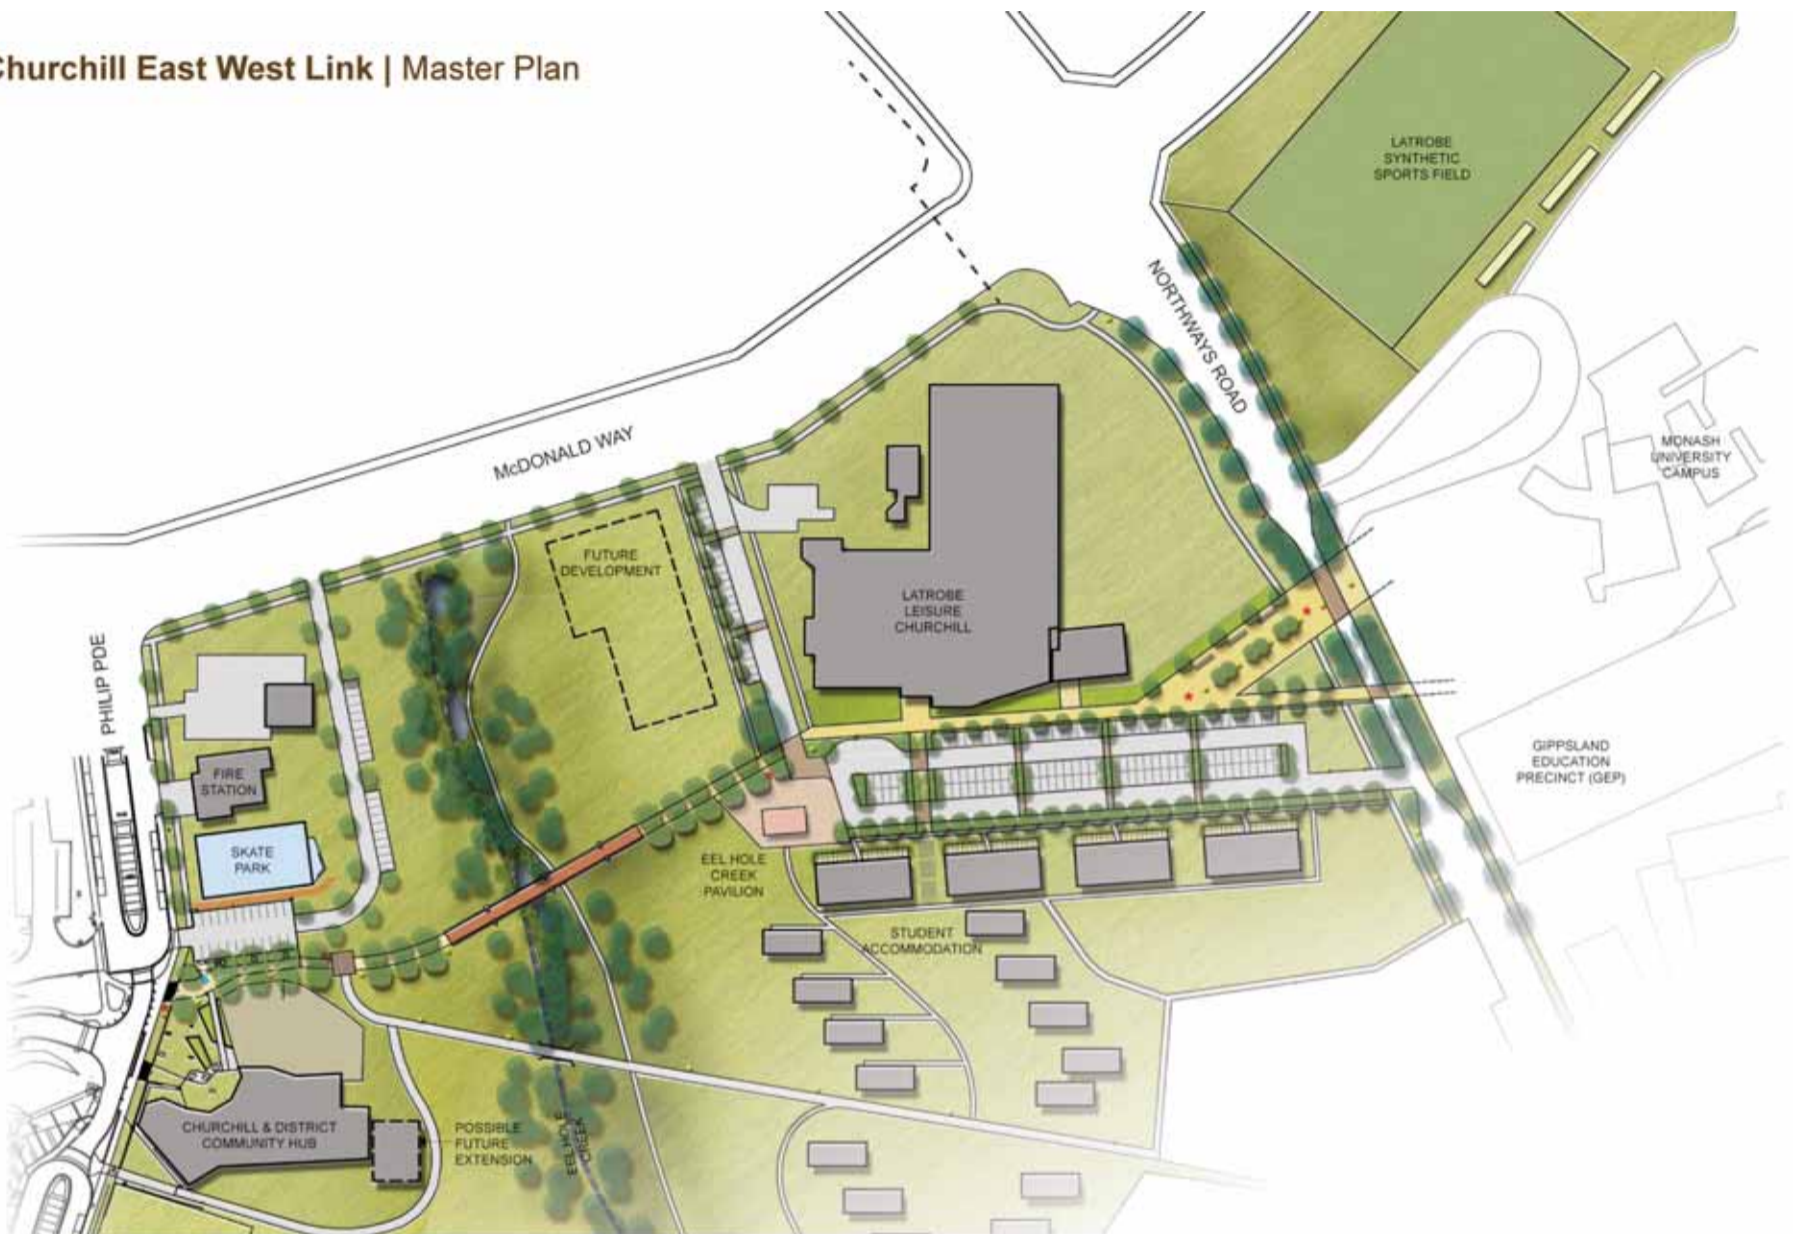 Churchill East West Link | Master Plan
LATROBE
SYNTHETIC
SPORTS FIELD
NORTHWAYS ROAD
McDONALD WAY
MONASH
UNIVERSITY
CAMPUS
FUTURE
DEVELOPMENT
LATROBE
LEISURE
CHURCHILL
PHILIP PDE
FIRE
STATION
GIPPSLAND
EDUCATION
PRECINCT (GEP)
SKATE
PARK
EEL HOLE
CREEK
PAVILION
STUDENT
ACCOMMODATION
CHURCHILL & DISTRICT
COMMUNITY HUB
POSSIBLE
FUTURE
EXTENSION
EEL HOLE
CREEK